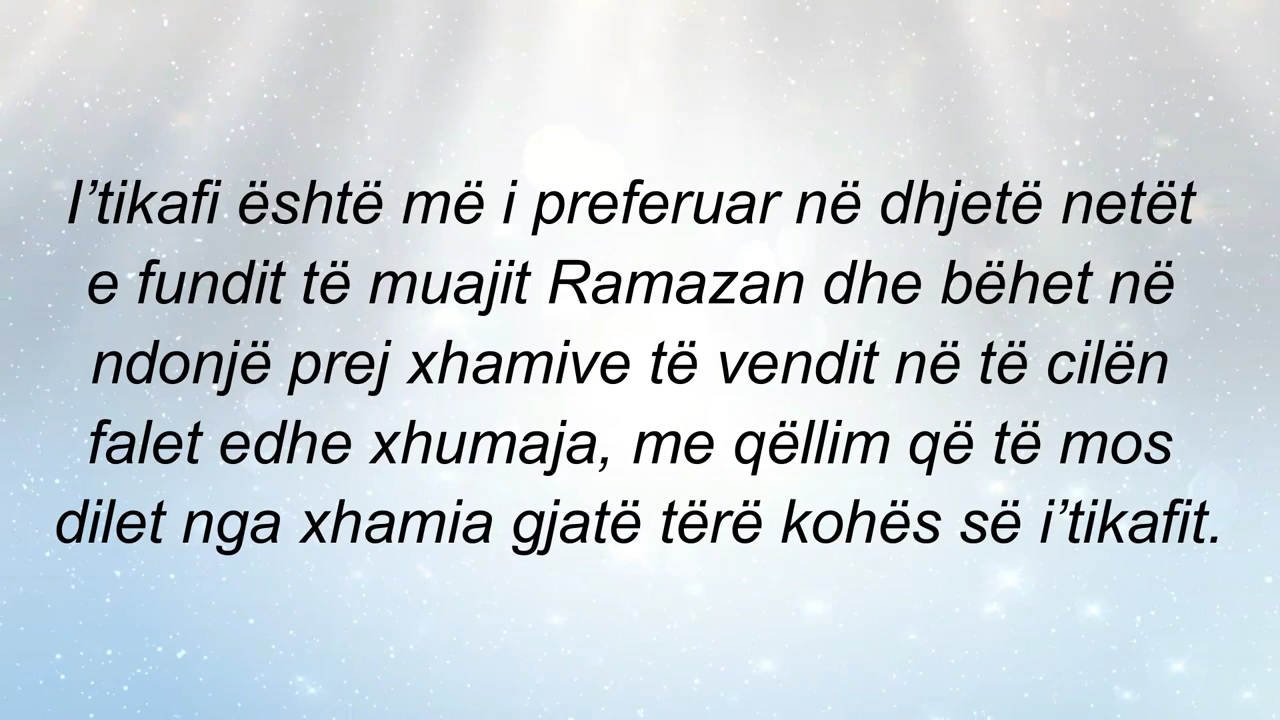 I’tikafi është më i preferuar në dhjetë netët
e fundit të muajit Ramazan dhe bëhet në
ndonjë prej xhamive të vendit në të cilën
falet edhe xhumaja, me qëllim që të mos
dilet nga xhamia gjatë tërë kohës së i’tikafit.